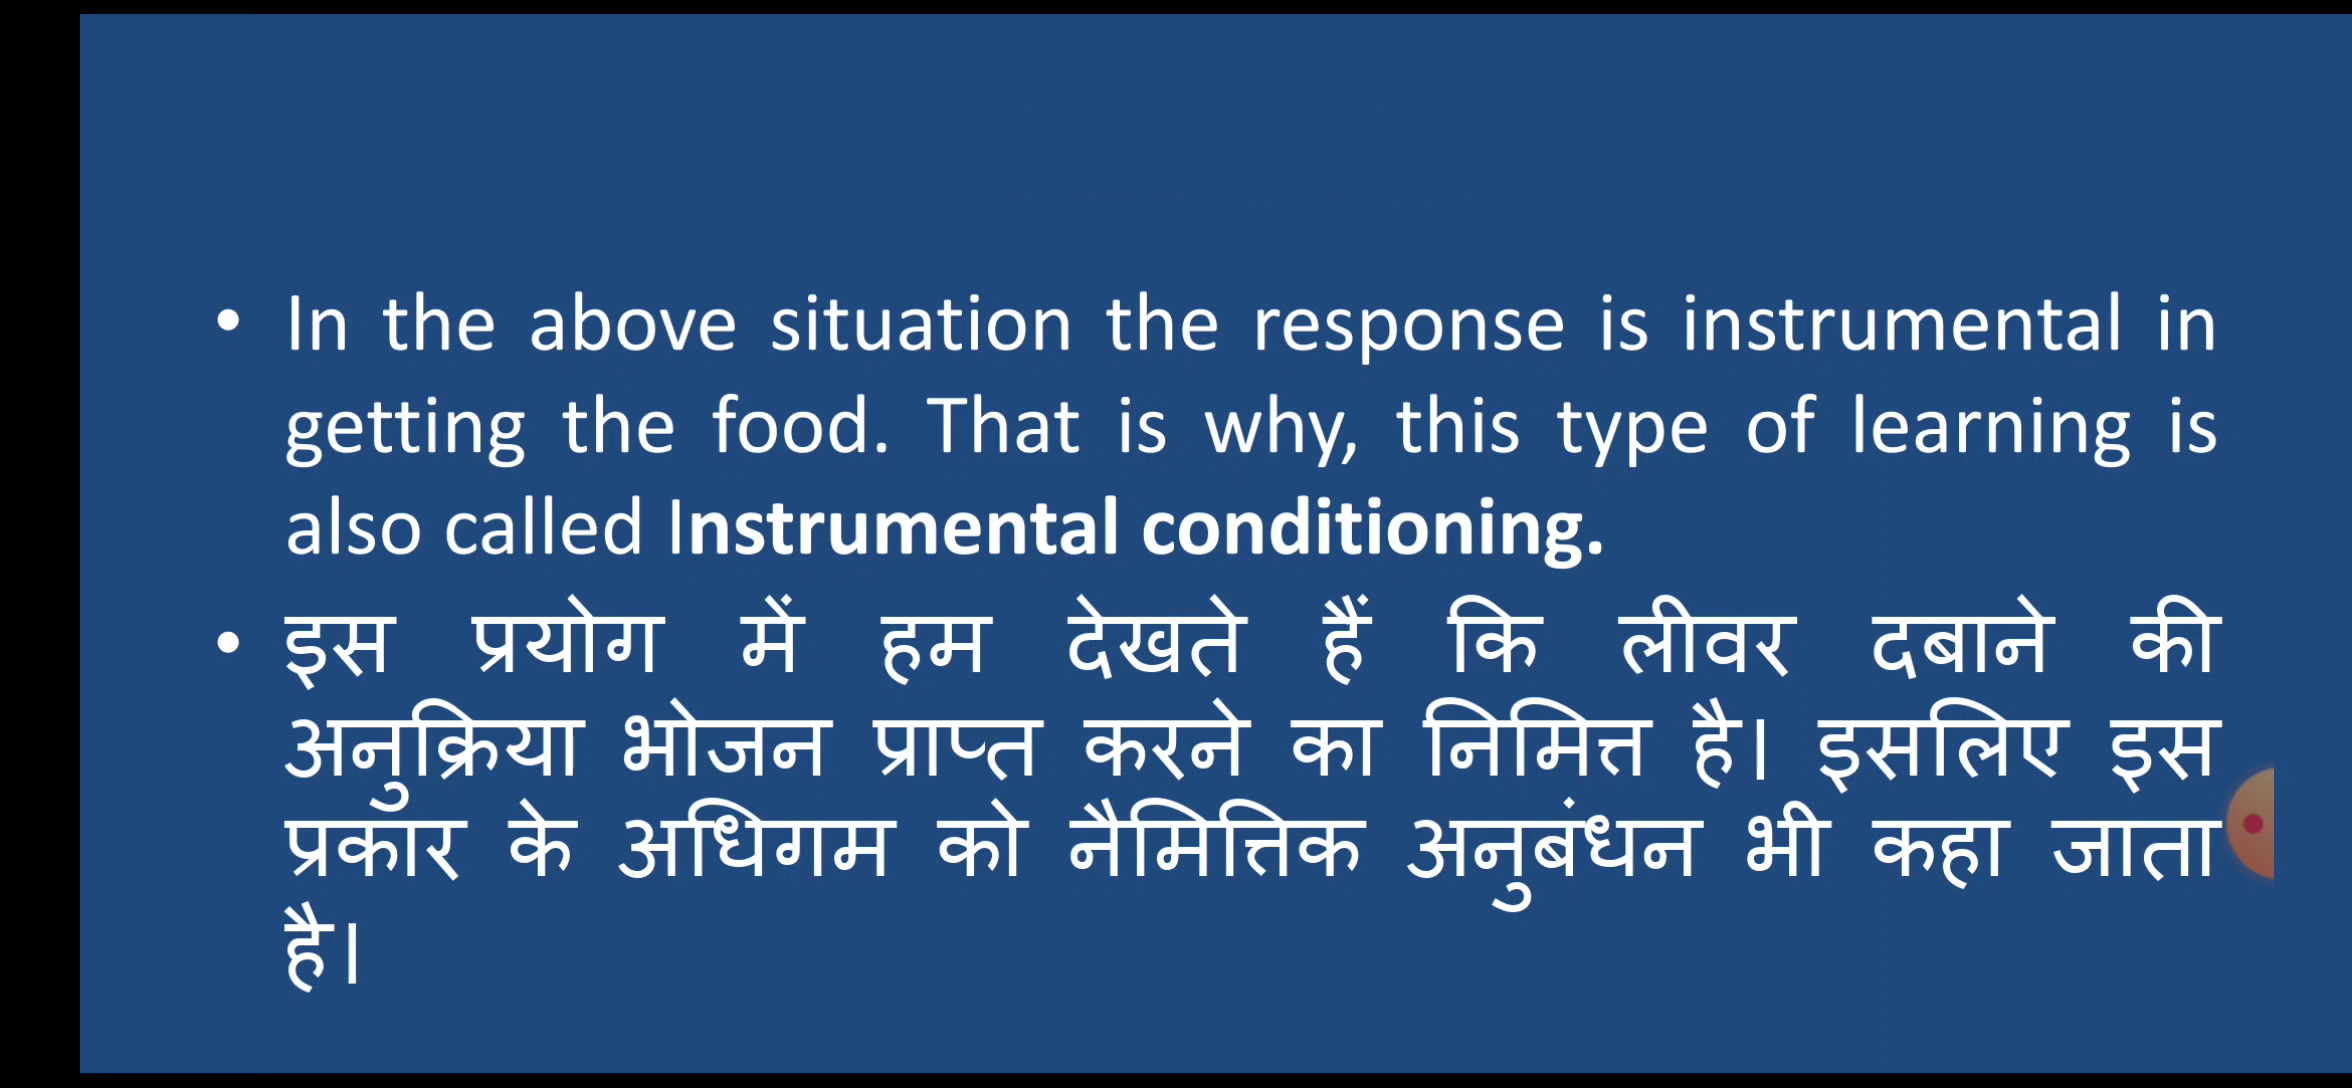 • In the above situation the response is instrumental in
getting the food. That is why, this type of learning is
also called Instrumental conditioning.
• इस प्रयोग में हम देखते हैं कि लीवर दबाने की
अनुक्रिया भोजन प्राप्त करने का निमित्त है। इसलिए इस
प्रकार के अधिगम को नैमित्तिक अनुबंधन भी कहा जाता
है।